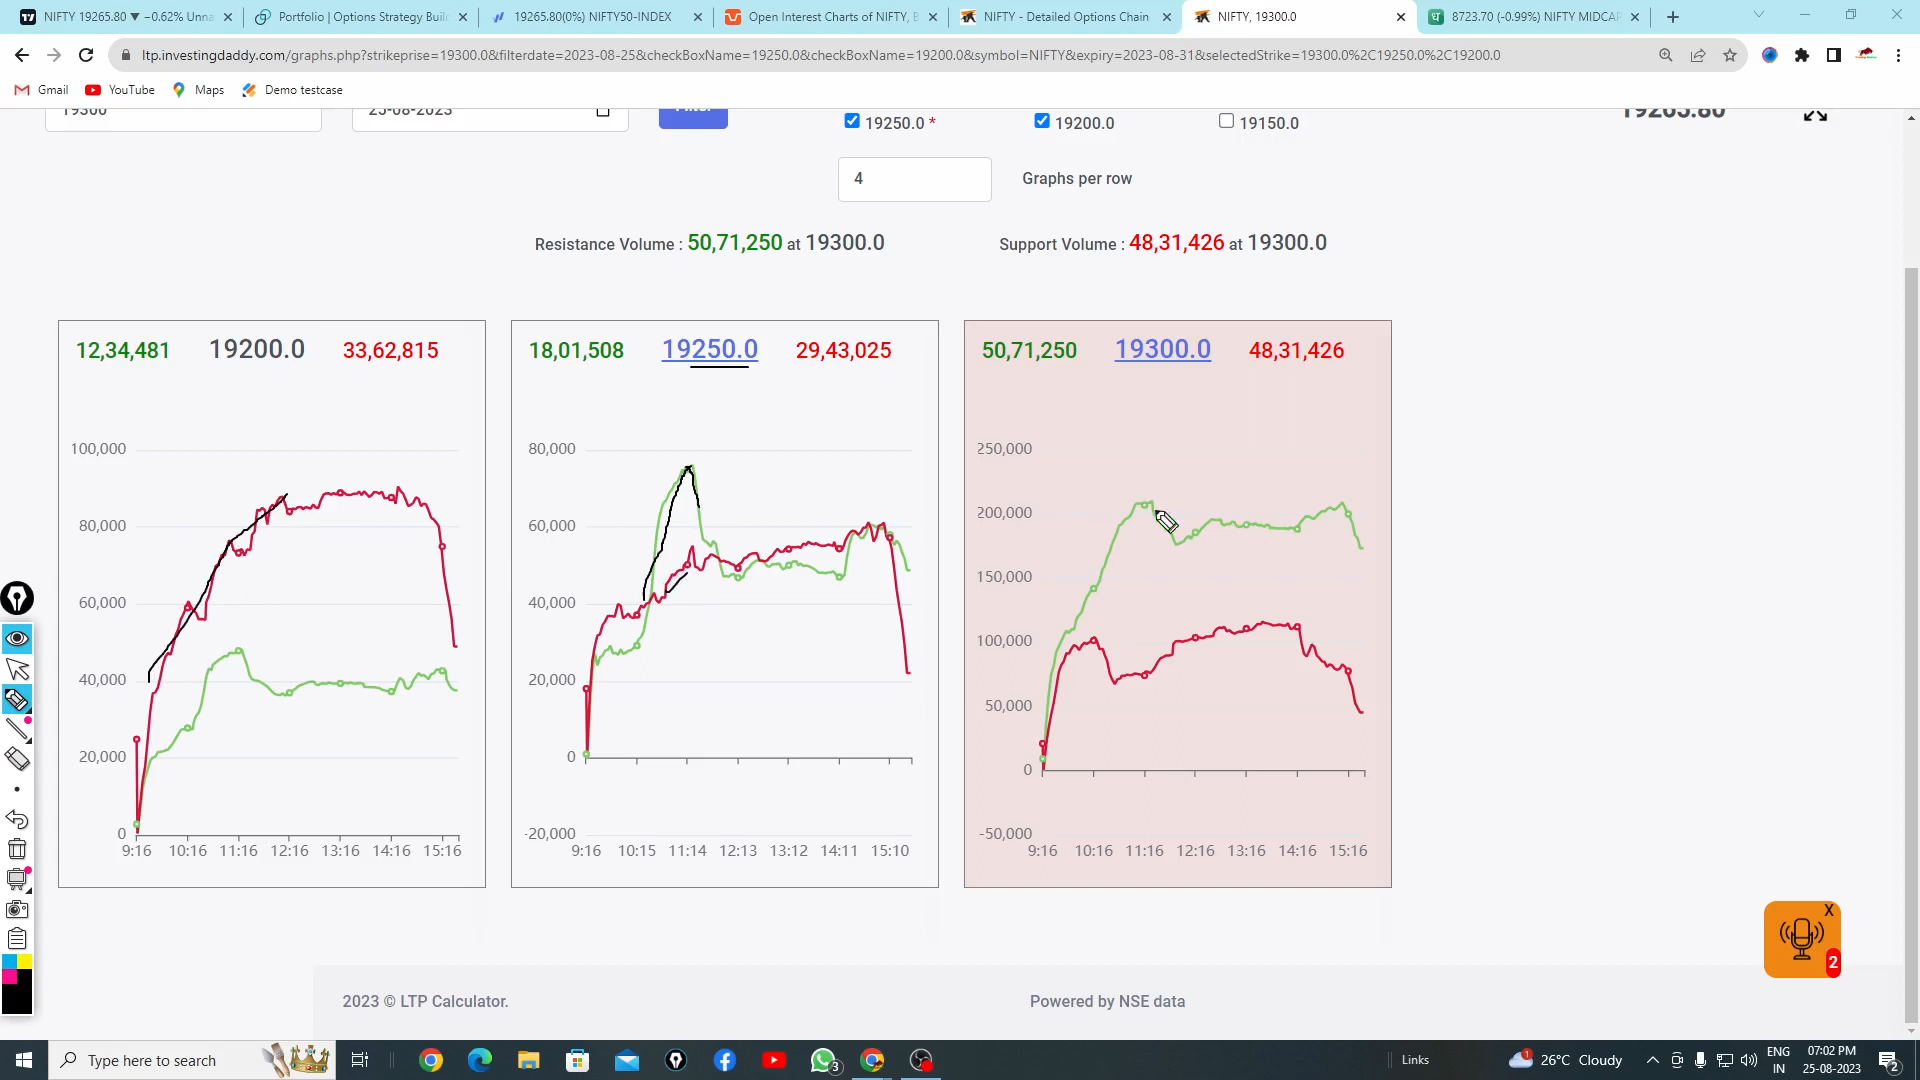 NIFTY 19265.80 ▼ −0.62% Unna
Portfolio | Options Strategy Buil
19265.80(0%) NIFTY50-INDEX
Open Interest Charts of NIFTY, B
NIFTY - Detailed Options Chain
NIFTY, 19300.0
8723.70 (-0.99%) NIFTY MIDCAP
ltp.investingdaddy.com/graphs.php?strikeprise=19300.0&filterdate=2023-08-25&checkBoxName=19250.0&checkBoxName=19200.0&symbol=NIFTY&expiry=2023-08-31&selectedStrike=19300.0%2C19250.0%2C19200.0
Gmail YouTube Maps Demo testcase
19300 25-08-2023 Filter 19265.80
19250.0 * 19200.0 19150.0
4 Graphs per row
Resistance Volume : 50,71,250 at 19300.0 Support Volume : 48,31,426 at 19300.0
12,34,481 19200.0 33,62,815
100,000
80,000
60,000
40,000
20,000
0
9:16 10:16 11:16 12:16 13:16 14:16 15:16
18,01,508 19250.0 29,43,025
80,000
60,000
40,000
20,000
0
-20,000
9:16 10:15 11:14 12:13 13:12 14:11 15:10
50,71,250 19300.0 48,31,426
250,000
200,000
150,000
100,000
50,000
0
-50,000
9:16 10:16 11:16 12:16 13:16 14:16 15:16
X
2
2023 © LTP Calculator. Powered by NSE data
Type here to search
3
Links
1
26°C Cloudy
ENG
IN
07:02 PM
25-08-2023
2